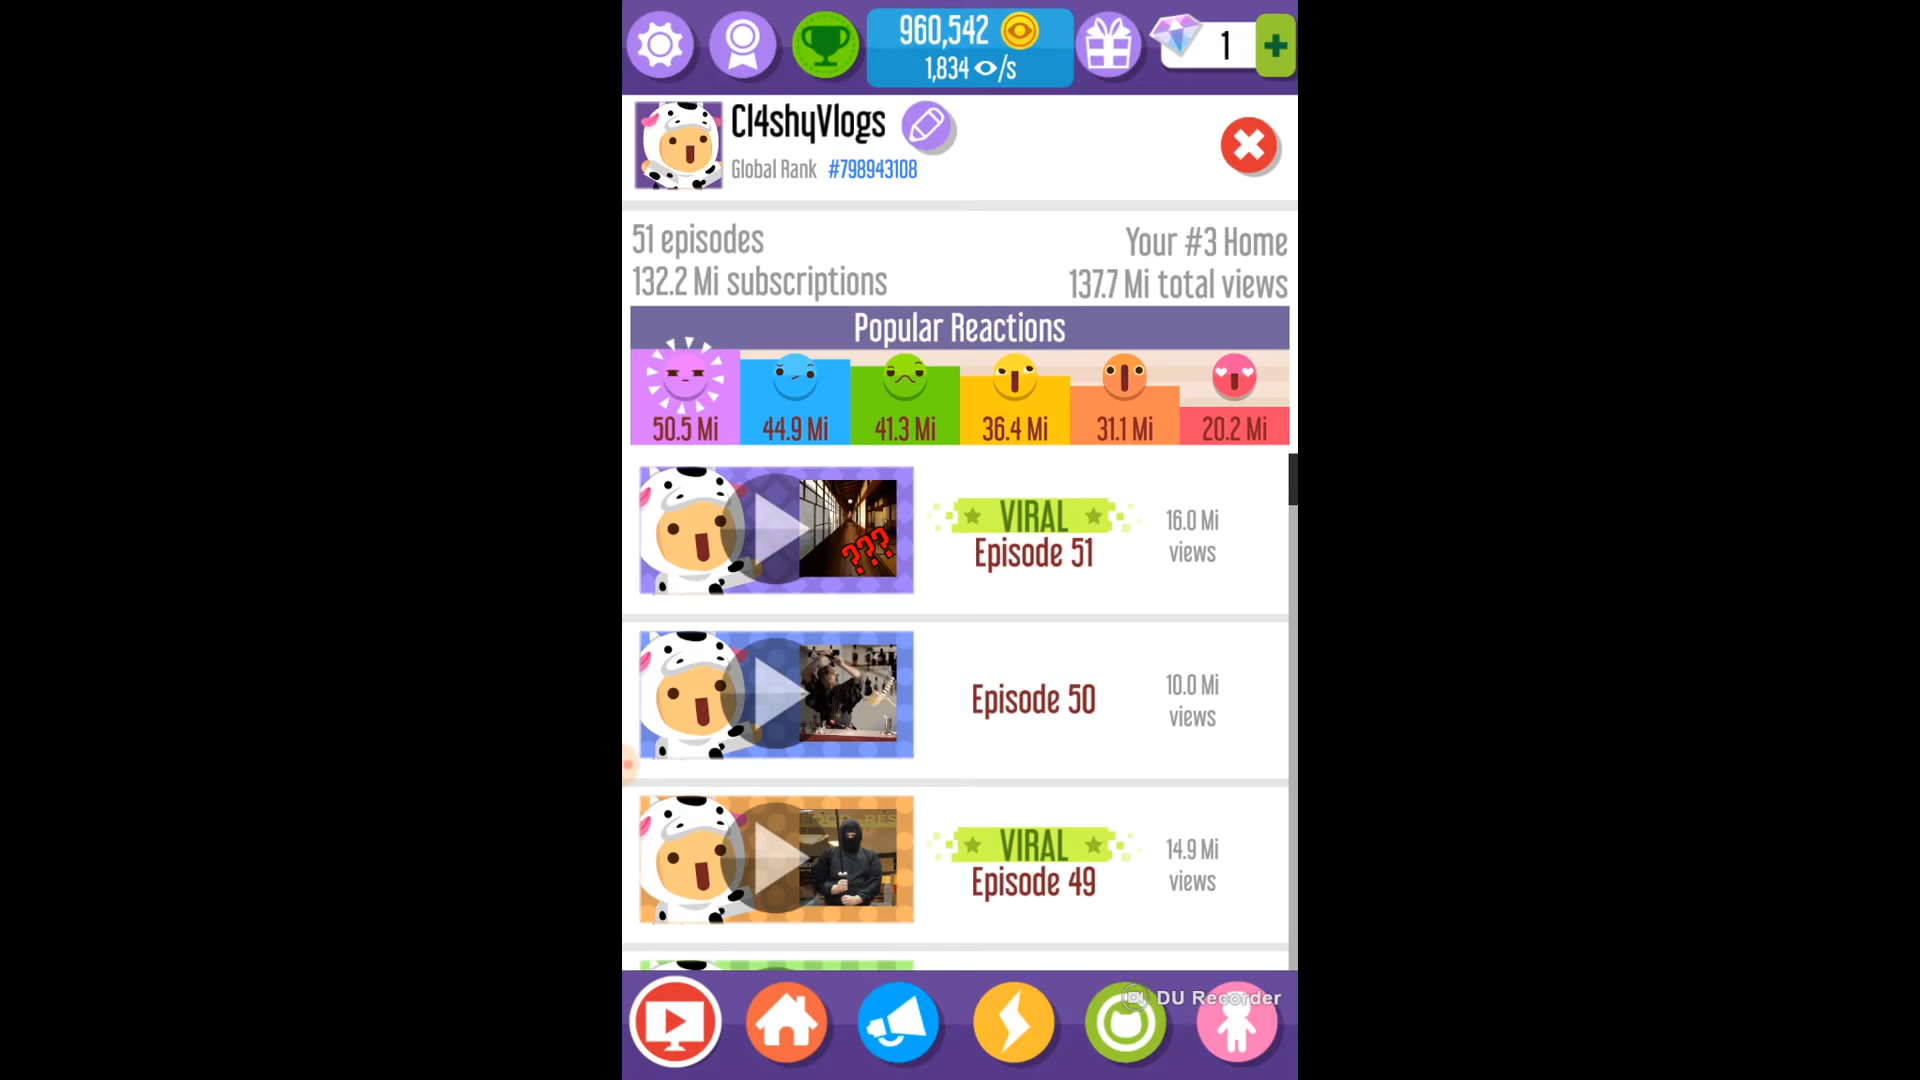 960,542
1,834 /s
1
Cl4shyVlogs
Global Rank #798943108
51 episodes
Your #3 Home
132.2 Mi subscriptions
137.7 Mi total views
Popular Reactions
50.5 Mi
44.9 Mi
41.3 Mi
36.4 Mi
31.1 Mi
20.2 Mi
???
VIRAL
Episode 51
16.0 Mi
views
Episode 50
10.0 Mi
views
VIRAL
Episode 49
14.9 Mi
views
DU Recorder